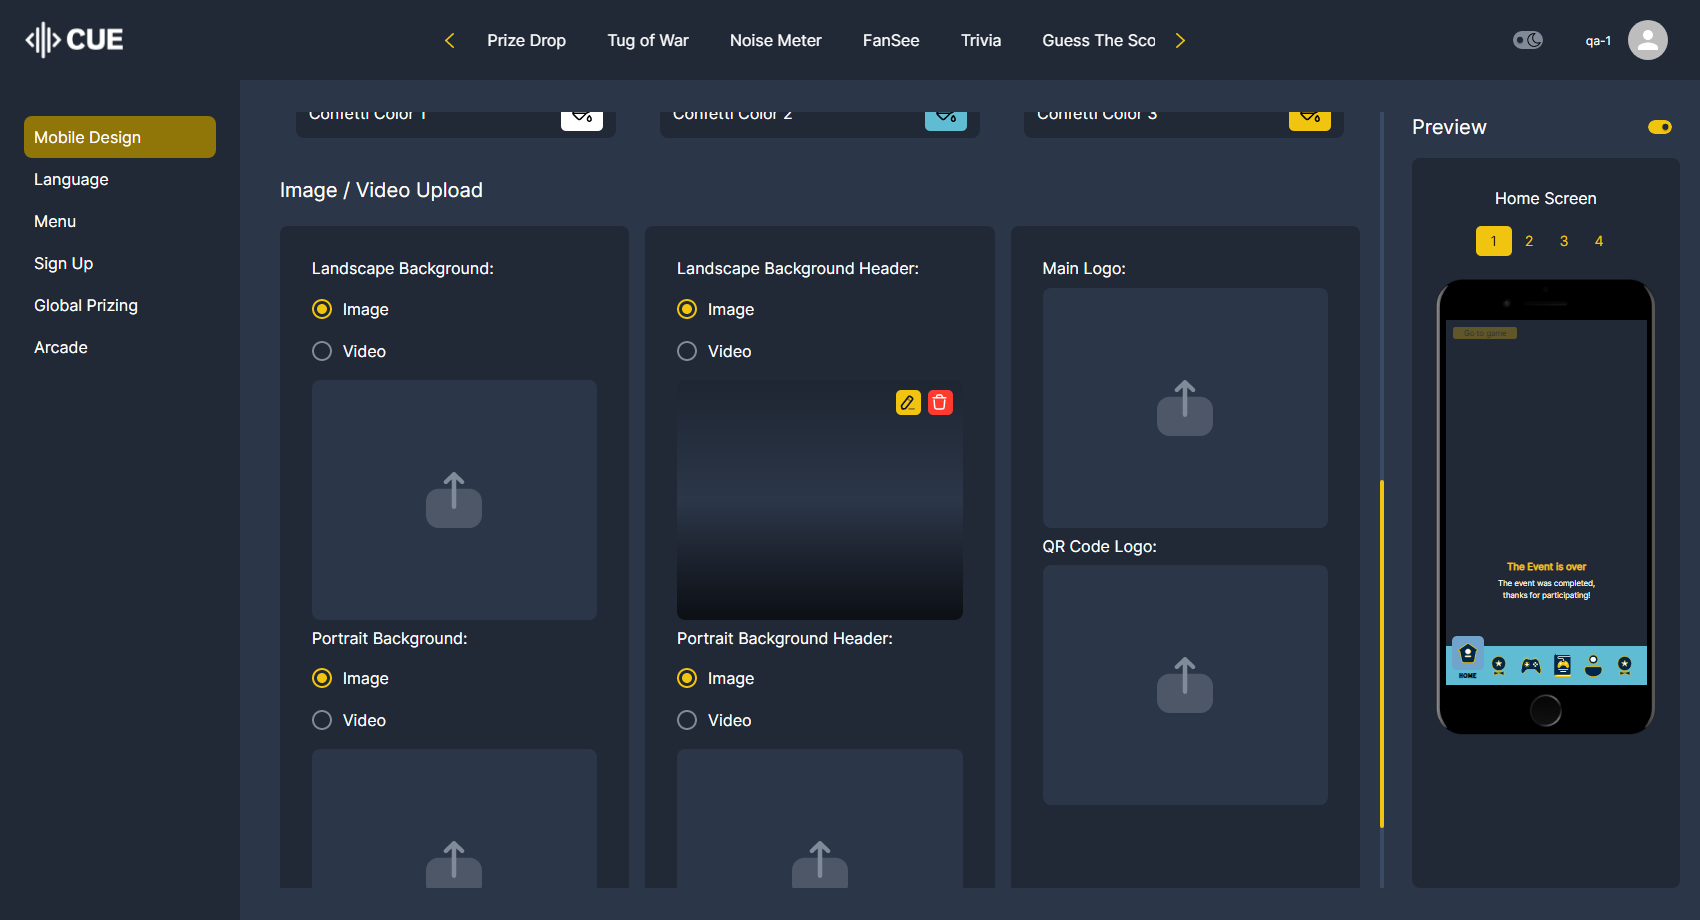 CUE
Prize Drop
Tug of War
Noise Meter
FanSee
Trivia
Guess The Sco
qa-1
Mobile Design
Language
Menu
Sign Up
Global Prizing
Arcade
Confetti Color 1
Confetti Color 2
Confetti Color 3
Image / Video Upload
Landscape Background:
Image
Video
Portrait Background:
Image
Video
Landscape Background Header:
Image
Video
Portrait Background Header:
Image
Video
Main Logo:
QR Code Logo:
Preview
Home Screen
1 2 3 4
Go to game
The Event is over
The event was completed,
thanks for participating!
HOME